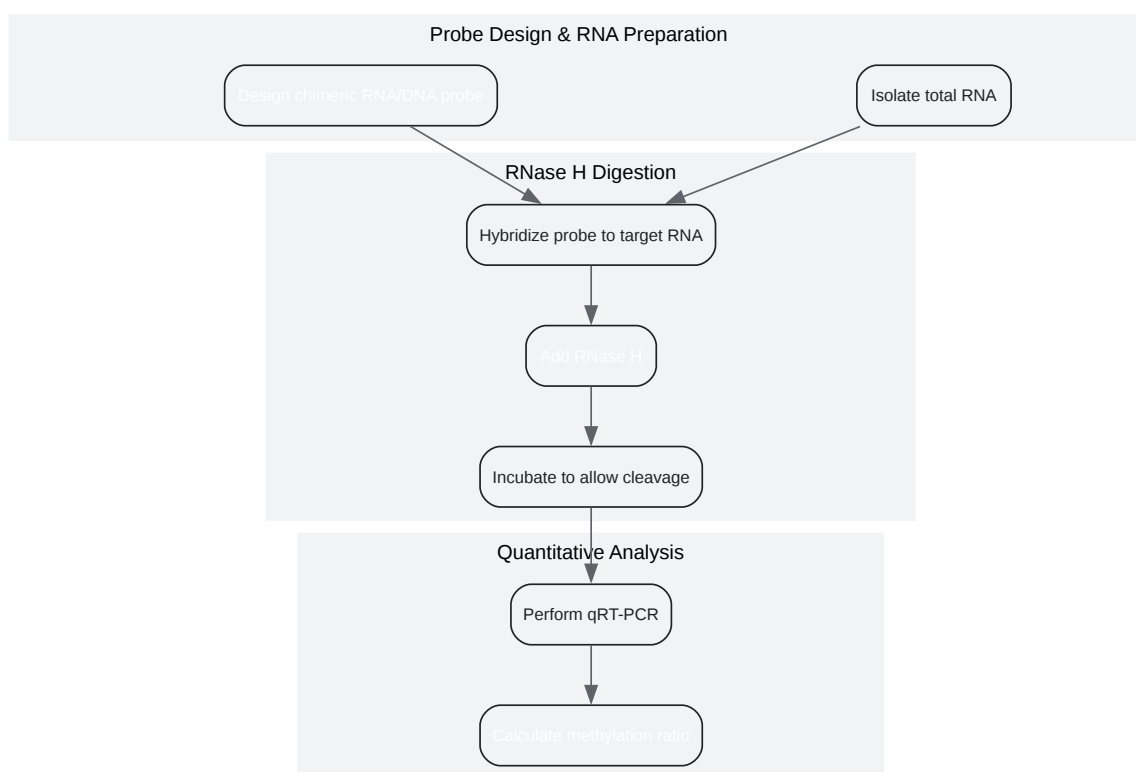 Probe Design & RNA Preparation
Design chimeric RNA/DNA probe
Isolate total RNA
RNase H Digestion
Hybridize probe to target RNA
Add RNase H
Incubate to allow cleavage
Quantitative Analysis
Perform qRT-PCR
Calculate methylation ratio